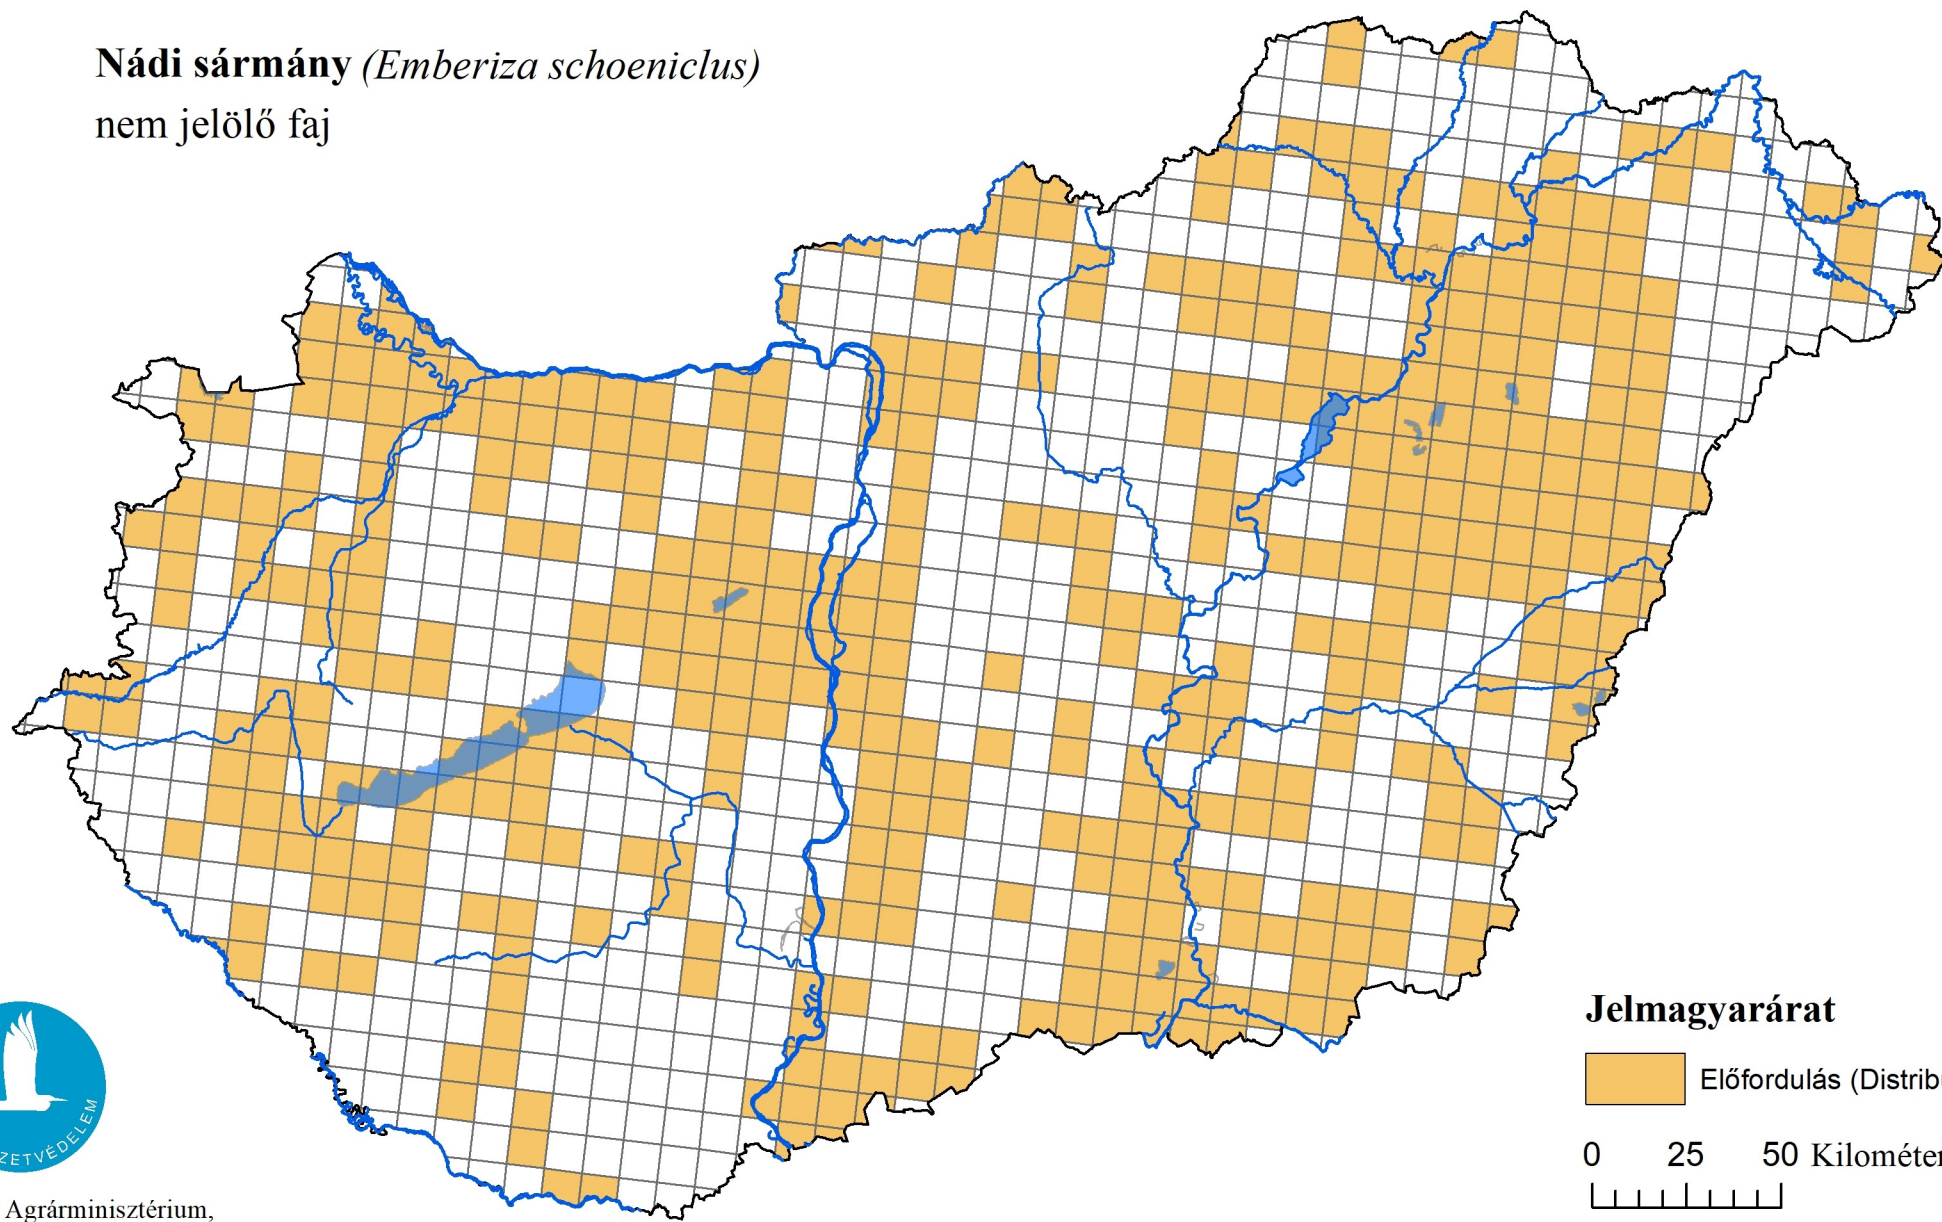 Nádi sármány (Emberiza schoeniclus)
nem jelölő faj
Jelmagyarárat
Előfordulás (Distrib
0 25 50 Kilométer
ZETVÉDELEM
Agrárminisztérium,